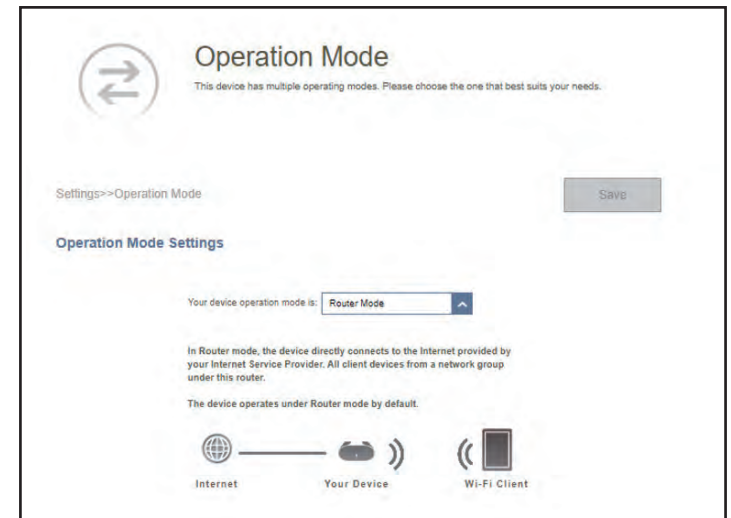 Operation Mode
This device has multiple operating modes. Please choose the one that best suits your needs.
Settings>>Operation Mode
Save
Operation Mode Settings
Your device operation mode is: Router Mode
In Router mode, the device directly connects to the Internet provided by
your Internet Service Provider. All client devices from a network group
under this router.
The device operates under Router mode by default.
Internet Your Device Wi-Fi Client